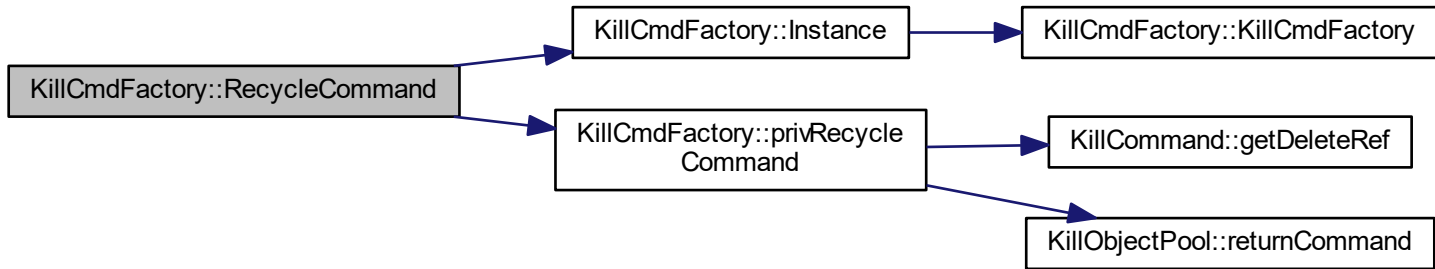 KillCmdFactory::RecycleCommand
KillCmdFactory::Instance
KillCmdFactory::KillCmdFactory
KillCmdFactory::privRecycle
Command
KillCommand::getDeleteRef
KillObjectPool::returnCommand